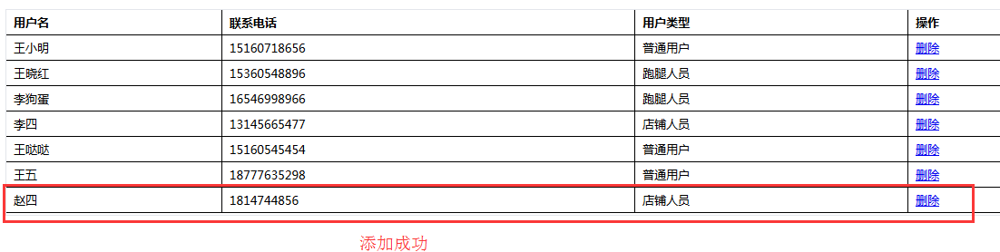 用户名 联系电话 用户类型 操作
王小明 15160718656 普通用户 删除
王晓红 15360548896 跑腿人员 删除
李狗蛋 16546998966 跑腿人员 删除
李四 13145665477 店铺人员 删除
王哒哒 15160545454 普通用户 删除
王五 18777635298 普通用户 删除
赵四 1814744856 店铺人员 删除
添加成功